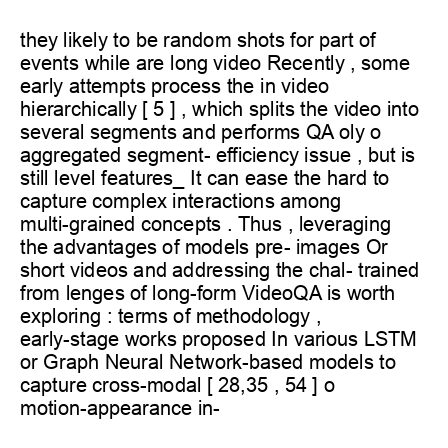 they likely to be random shots for part of
events while are long video Recently , some
early attempts process the in video
hierarchically [ 5 ] , which splits the video into
several segments and performs QA oly o
aggregated segment- efficiency issue , but is
still level features_ It can ease the hard to
capture complex interactions among
multi-grained concepts . Thus , leveraging
the advantages of models pre- images Or
short videos and addressing the chal- trained
from lenges of long-form VideoQA is worth
exploring : terms of methodology ,
early-stage works proposed In various LSTM
or Graph Neural Network-based models to
capture cross-modal [ 28,35 , 54 ] o
motion-appearance in-